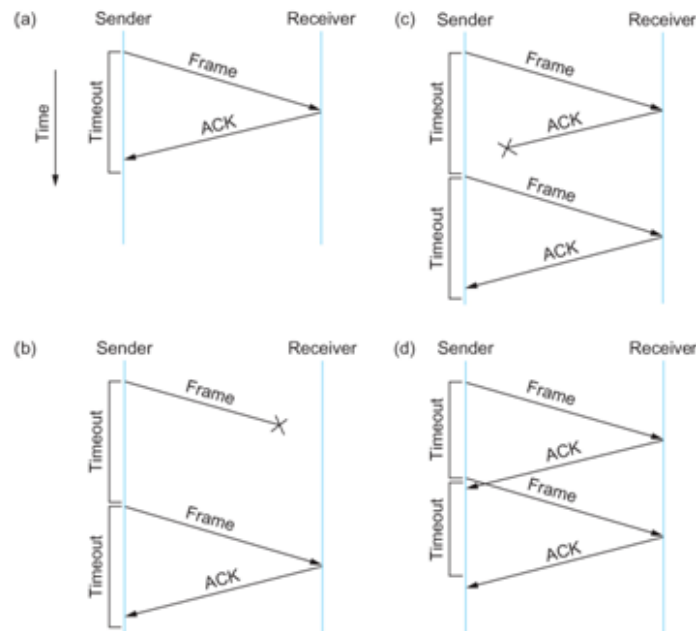 (a)
Sender
Receiver
Time
Timeout
Frame
ACK
(c)
Sender
Receiver
Timeout
Frame
ACK
Timeout
Frame
ACK
(b)
Sender
Receiver
Timeout
Frame
Timeout
Frame
ACK
(d)
Sender
Receiver
Timeout
Frame
ACK
Timeout
Frame
ACK